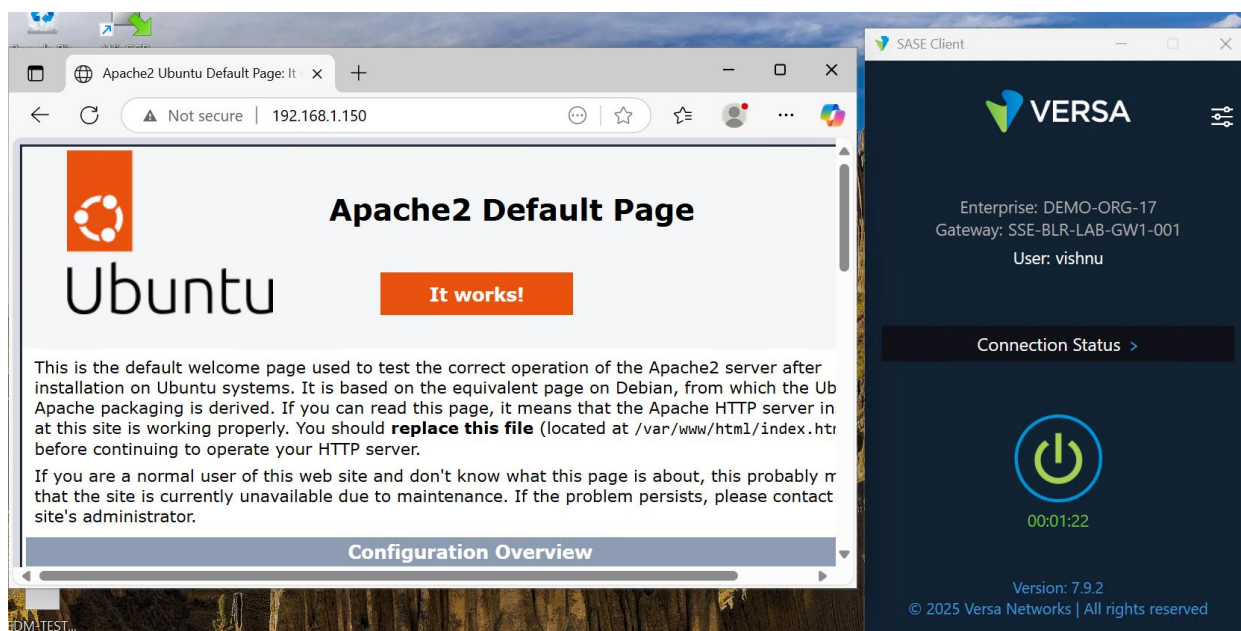 SASE Client
Apache2 Ubuntu Default Page: It
Not secure | 192.168.1.150
Apache2 Default Page
Ubuntu
It works!
This is the default welcome page used to test the correct operation of the Apache2 server after
installation on Ubuntu systems. It is based on the equivalent page on Debian, from which the Ub
Apache packaging is derived. If you can read this page, it means that the Apache HTTP server in
at this site is working properly. You should replace this file (located at /var/www/html/index.htr
before continuing to operate your HTTP server.
If you are a normal user of this web site and don't know what this page is about, this probably m
that the site is currently unavailable due to maintenance. If the problem persists, please contact
site's administrator.
Configuration Overview
VERSA
Enterprise: DEMO-ORG-17
Gateway: SSE-BLR-LAB-GW1-001
User: vishnu
Connection Status >
00:01:22
Version: 7.9.2
© 2025 Versa Networks | All rights reserved